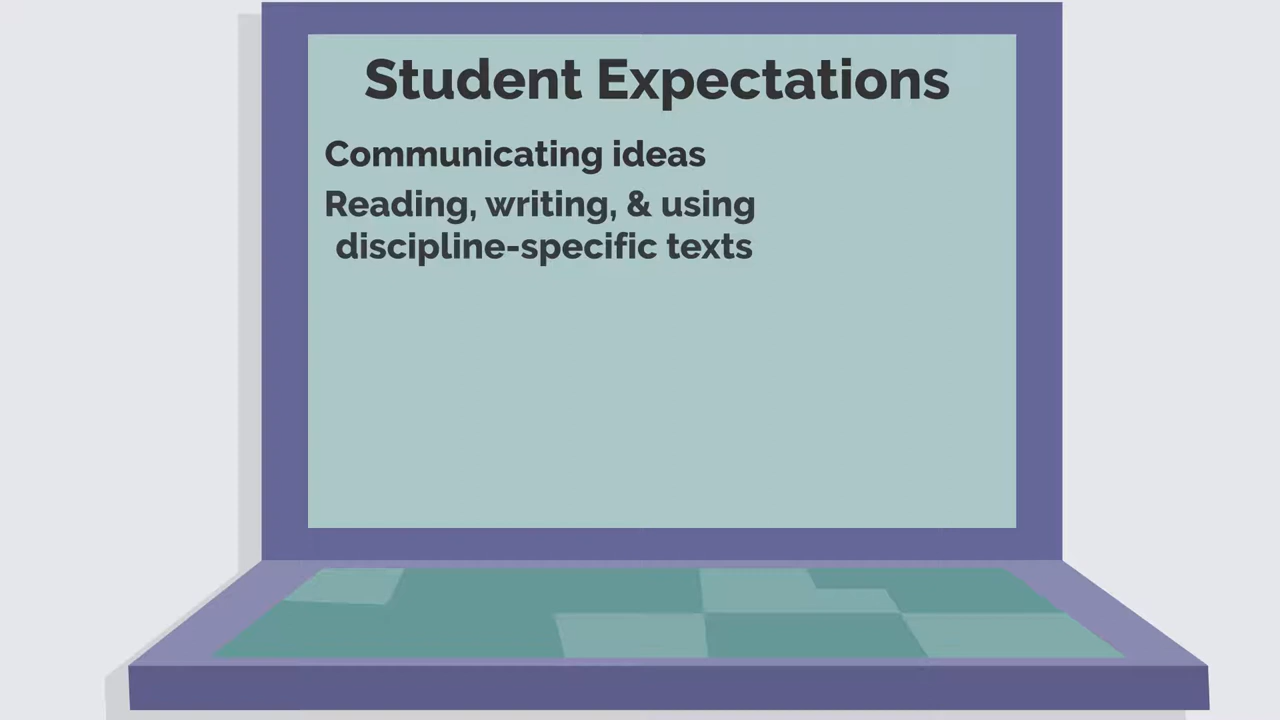 Student Expectations
Communicating ideas
Reading, writing, & using
discipline-specific texts